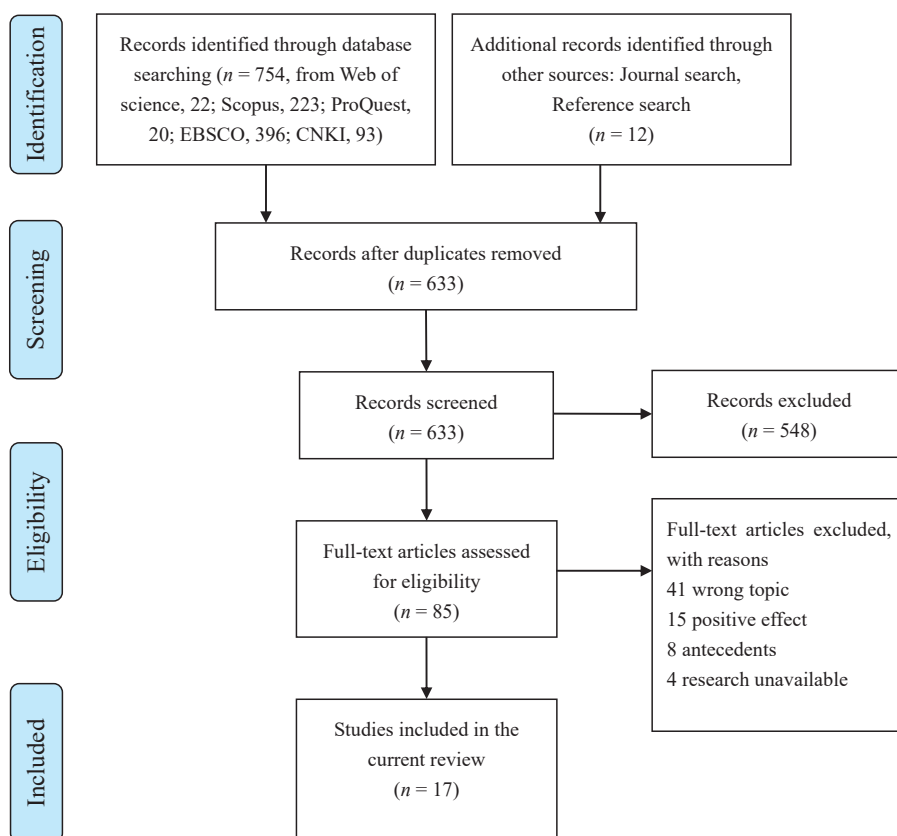 Identification
Records identified through database
searching (n = 754, from Web of
science, 22; Scopus, 223; ProQuest,
20; EBSCO, 396; CNKI, 93)
Additional records identified through
other sources: Journal search,
Reference search
(n = 12)
Screening
Records after duplicates removed
(n = 633)
Records screened
(n = 633)
Records excluded
(n = 548)
Eligibility
Full-text articles assessed
for eligibility
(n = 85)
Full-text articles excluded,
with reasons
41 wrong topic
15 positive effect
8 antecedents
4 research unavailable
Included
Studies included in the
current review
(n = 17)